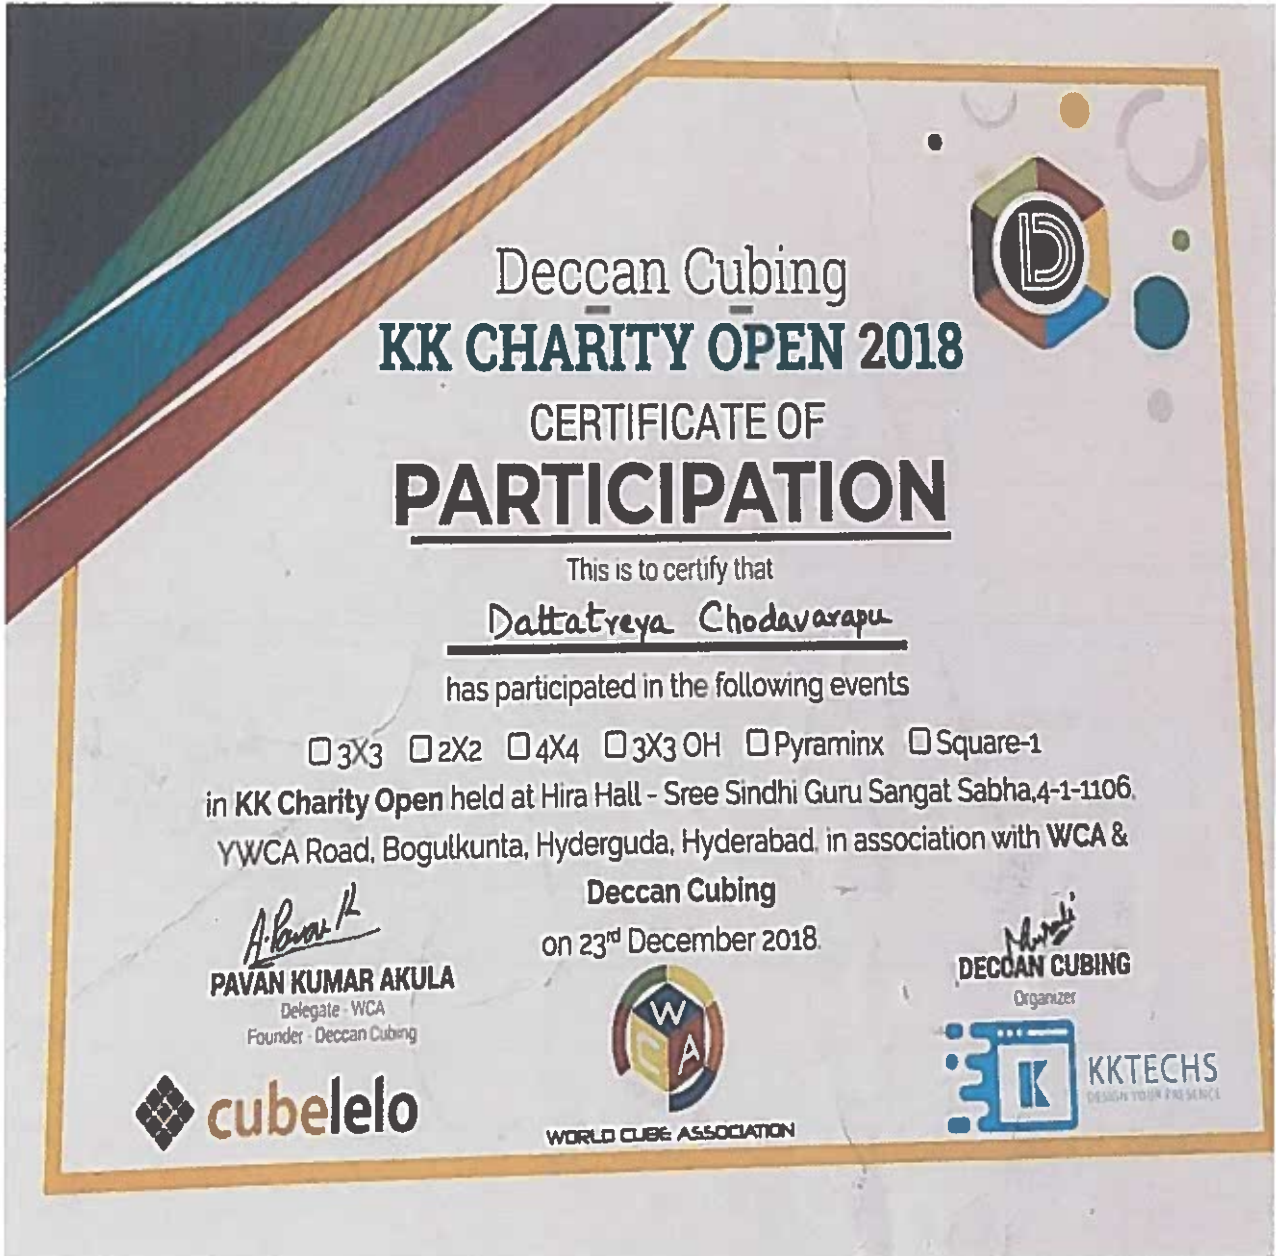 Deccan Cubing
KK CHARITY OPEN 2018
CERTIFICATE OF
PARTICIPATION
This is to certify that
Dattatreya Chodavarapu
has participated in the following events
☐ 3X3 ☐ 2X2 ☐ 4X4 ☐ 3X3 OH ☐ Pyraminx ☐ Square-1
in KK Charity Open held at Hira Hall - Sree Sindhi Guru Sangat Sabha,4-1-1106,
YWCA Road, Bogulkunta, Hyderguda, Hyderabad, in association with WCA &
Deccan Cubing
on 23rd December 2018.
A. Pavan K
PAVAN KUMAR AKULA
Delegate - WCA
Founder - Deccan Cubing
DECCAN CUBING
Organizer
D
cubelelo
W
C A
WORLD CUBE ASSOCIATION
K
KKTECHS
DESIGN YOUR PRESENCE